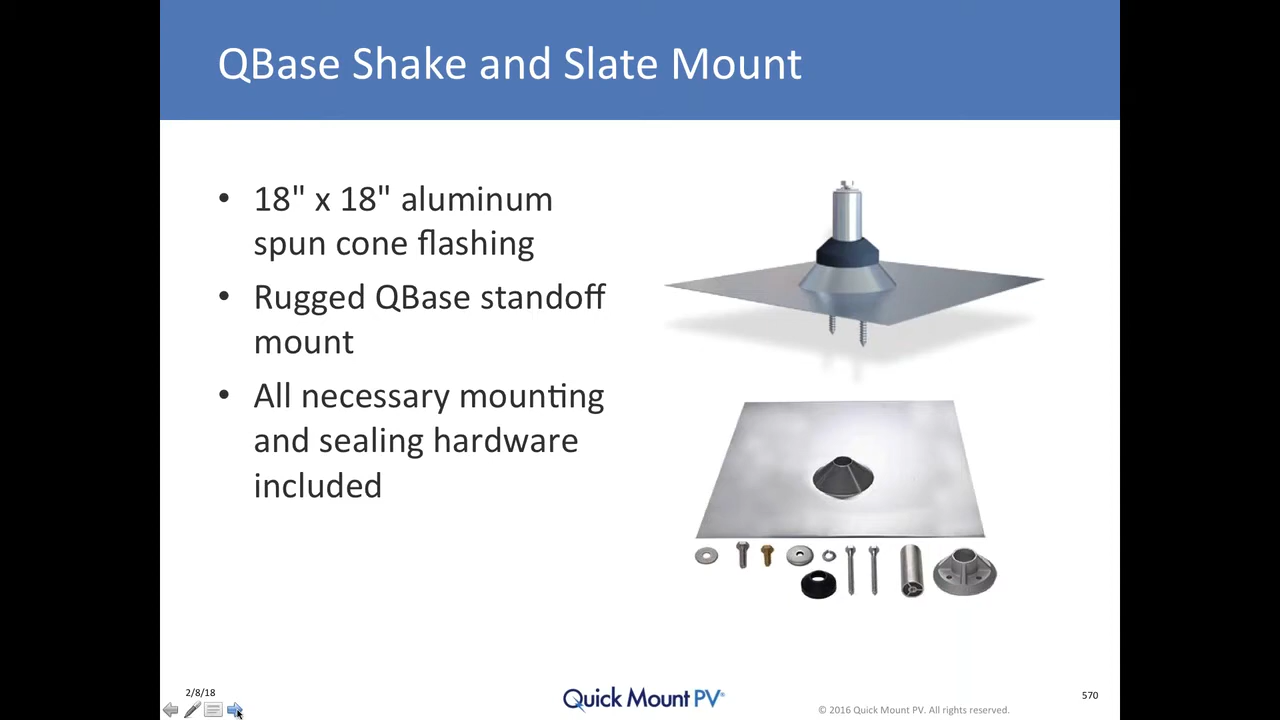 QBase Shake and Slate Mount
• 18" x 18" aluminum
spun cone flashing
• Rugged QBase standoff
mount
• All necessary mounting
and sealing hardware
included
2/8/18
Quick Mount PV®
© 2016 Quick Mount PV. All rights reserved.
570